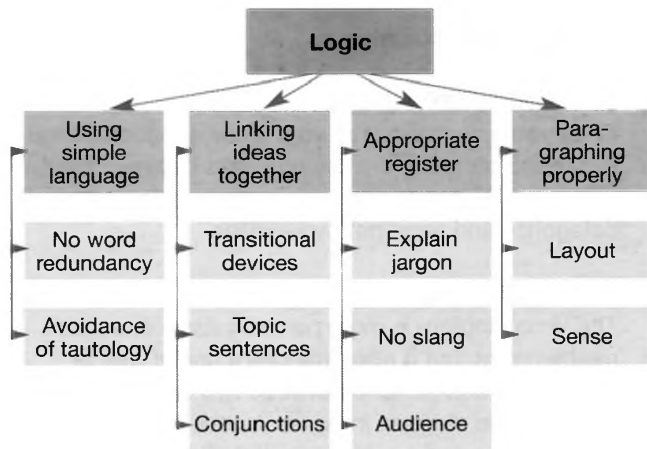 Logic
Using
simple
language
Linking
ideas
together
Appropriate
register
Para-
graphing
properly
No word
redundancy
Transitional
devices
Explain
jargon
Layout
Avoidance
of tautology
Topic
sentences
No slang
Sense
Conjunctions
Audience